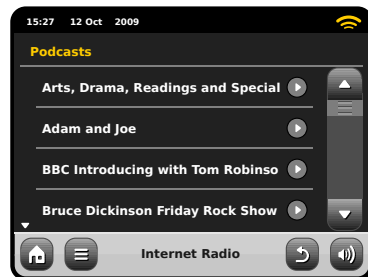 15:27 12 Oct 2009
Podcasts
Arts, Drama, Readings and Special
Adam and Joe
BBC Introducing with Tom Robinso
Bruce Dickinson Friday Rock Show
Internet Radio